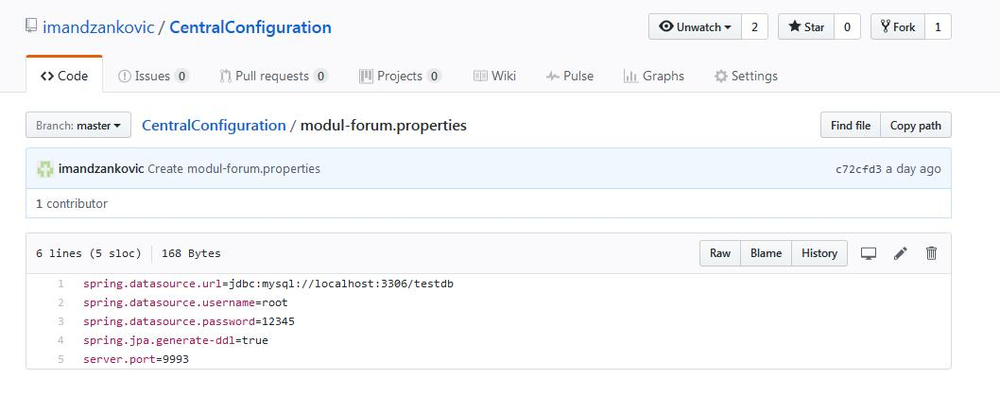 imandzankovic / CentralConfiguration
Unwatch 2 Star 0 Fork 1
Code Issues 0 Pull requests 0 Projects 0 Wiki Pulse Graphs Settings
Branch: master CentralConfiguration / modul-forum.properties Find file Copy path
imandzankovic Create modul-forum.properties c72cfd3 a day ago
1 contributor
6 lines (5 sloc) 168 Bytes Raw Blame History
1 spring.datasource.url=jdbc:mysql://localhost:3306/testdb
2 spring.datasource.username=root
3 spring.datasource.password=12345
4 spring.jpa.generate-ddl=true
5 server.port=9993